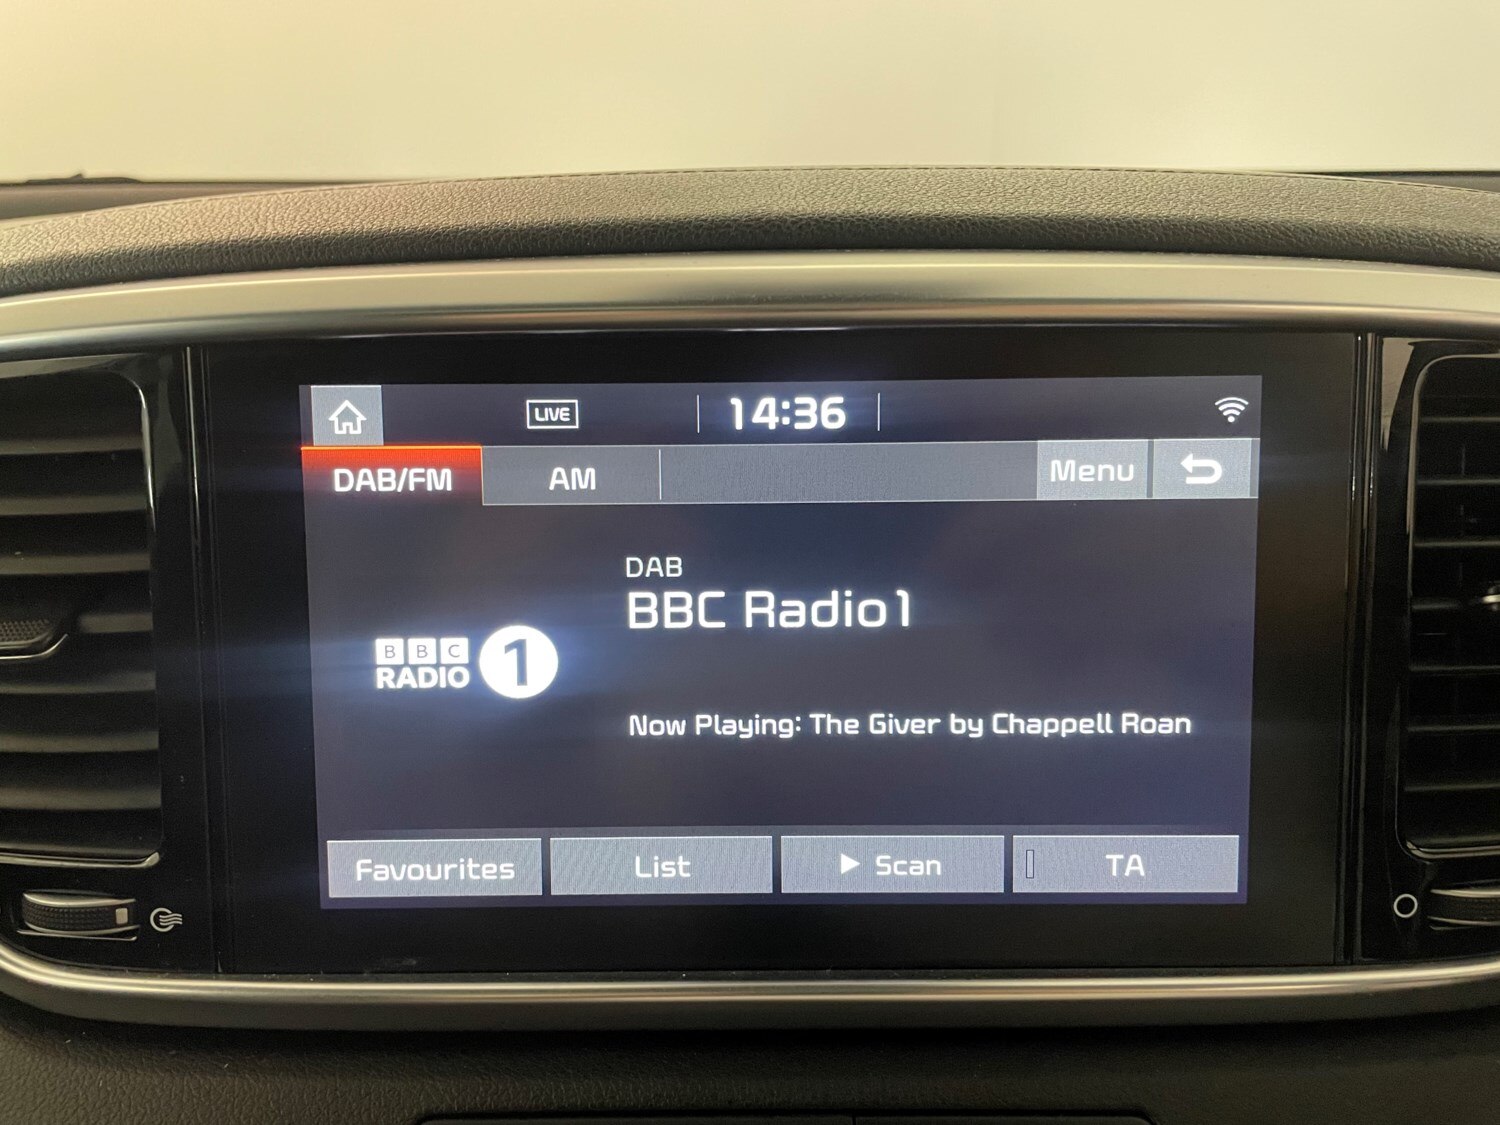 LIVE
14:36
DAB/FM
AM
Menu
DAB
BBC Radio1
BBC
RADIO 1
Now Playing: The Giver by Chappell Roan
Favourites
List
Scan
TA